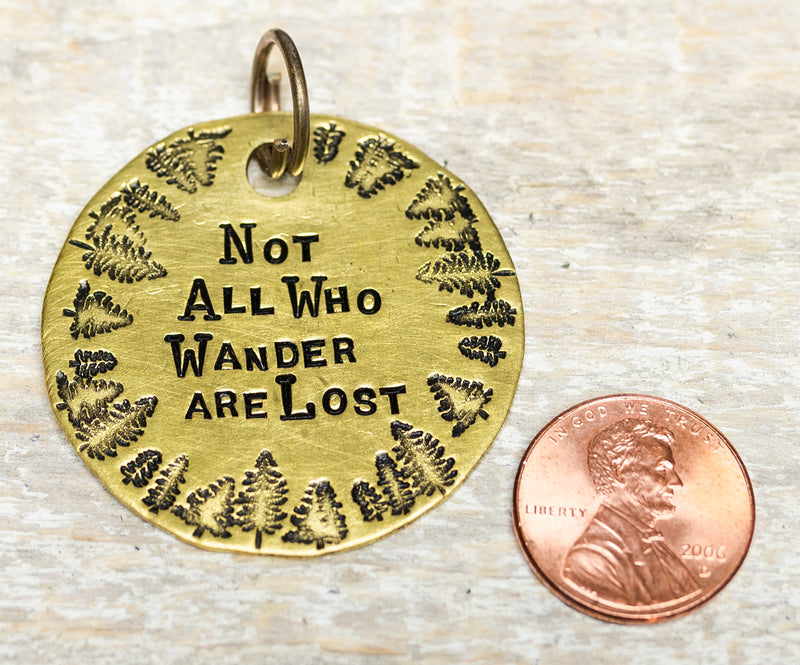 Not
All Who
Wander
are Lost
IN GOD WE TRUST
LIBERTY
2006
D